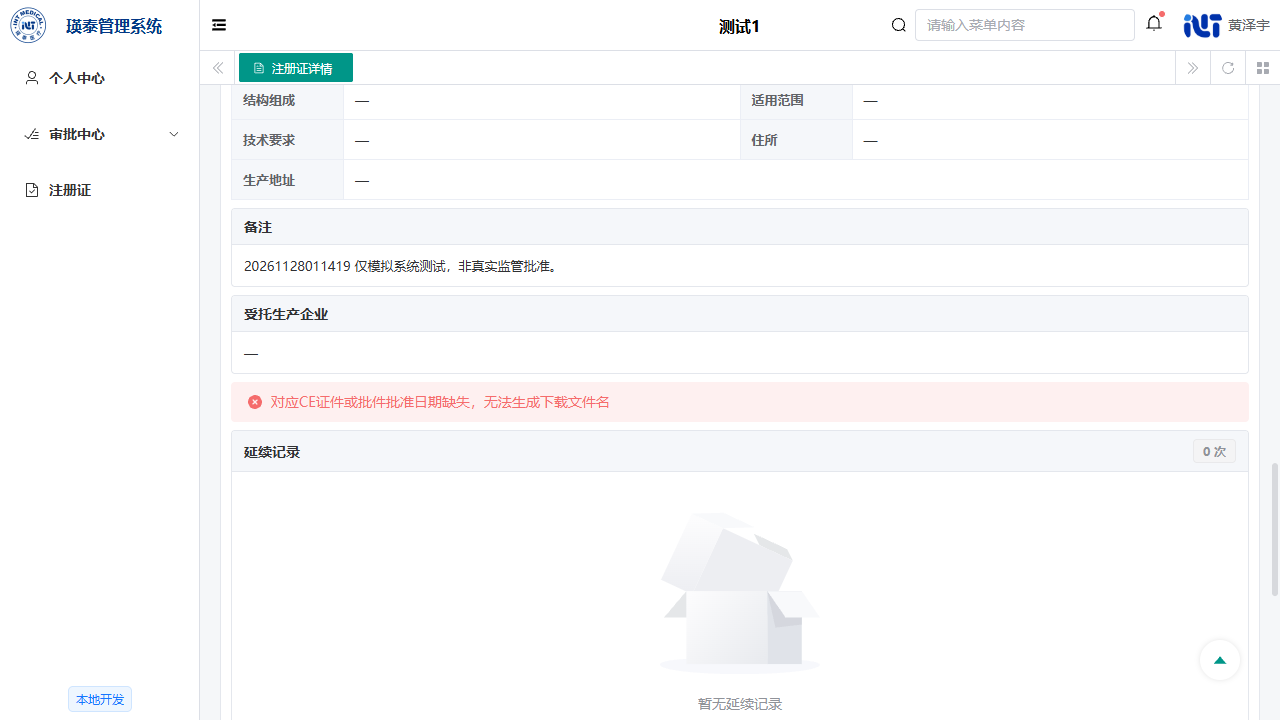 瑛泰管理系统
测试1
请输入菜单内容
黄泽宇
个人中心
审批中心
注册证
注册证详情
结构组成 — 适用范围 —
技术要求 — 住所 —
生产地址 —
备注
20261128011419 仅模拟系统测试，非真实监管批准。
受托生产企业
—
对应CE证件或批件批准日期缺失，无法生成下载文件名
延续记录 0 次
暂无延续记录
本地开发